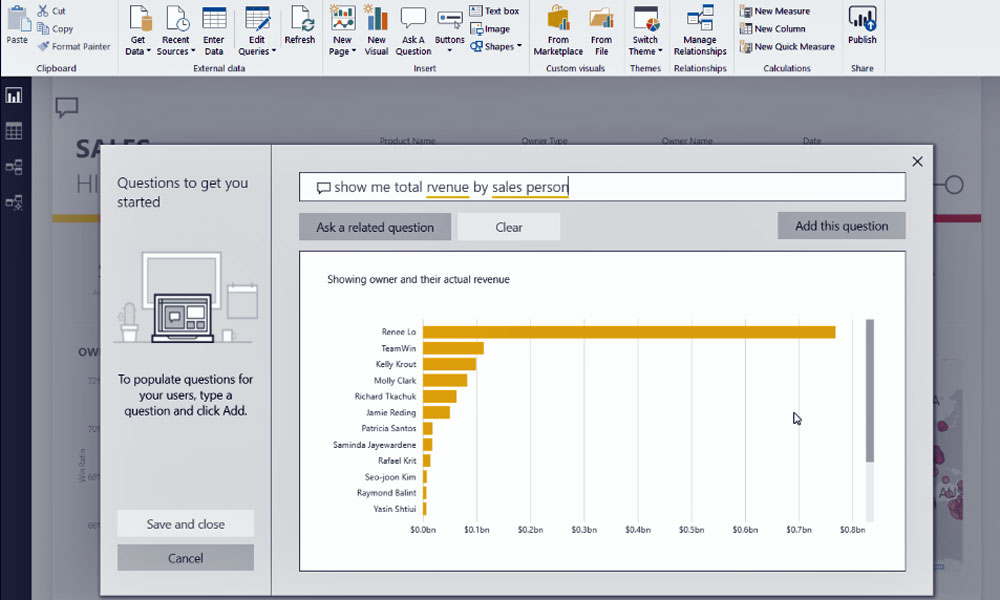 Paste
Cut
Copy
Format Painter
Clipboard
Get Data
Recent Sources
Enter Data
Edit Queries
Refresh
External data
New Page
New Visual
Ask A Question
Buttons
Text box
Image
Shapes
Insert
From Marketplace
From File
Custom visuals
Switch Theme
Themes
Manage Relationships
Relationships
New Measure
New Column
New Quick Measure
Calculations
Publish
Share
Product Name
Owner Type
Owner Name
Date
Questions to get you
started
To populate questions for
your users, type a
question and click Add.
Save and close
Cancel
show me total rvenue by sales person
Ask a related question
Clear
Add this question
Showing owner and their actual revenue
Renee Lo
TeamWin
Kelly Krout
Molly Clark
Richard Tkachuk
Jamie Reding
Patricia Santos
Saminda Jayewardene
Rafael Krit
Seo-joon Kim
Raymond Balint
Yasin Shtiui
$0.0bn
$0.1bn
$0.2bn
$0.3bn
$0.4bn
$0.5bn
$0.6bn
$0.7bn
$0.8bn
Win Ratio